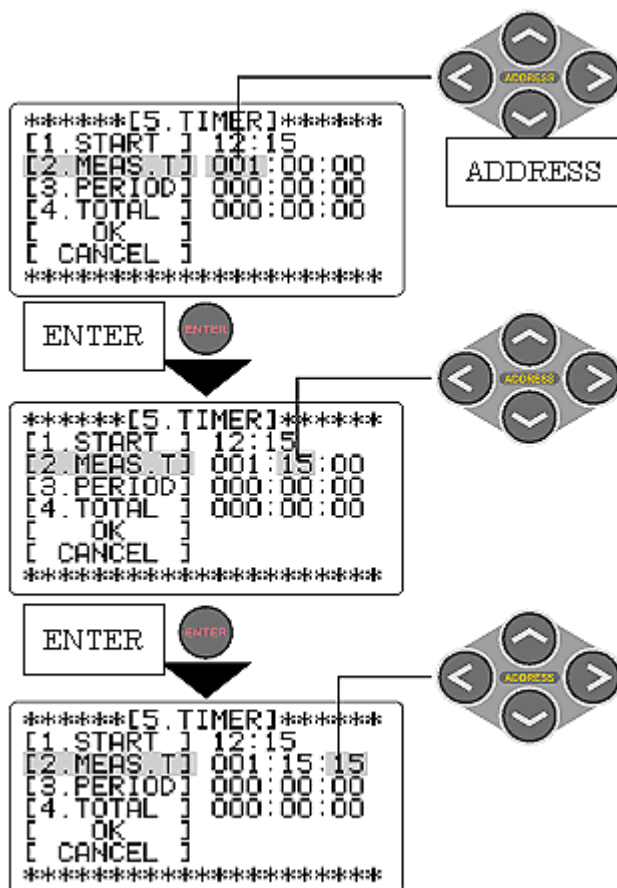 ADDRESS
******[5.TIMER]******
[1.START ] 12:15
[2.MEAS.T] 001:00:00
[3.PERIOD] 000:00:00
[4.TOTAL ] 000:00:00
[ OK ]
[ CANCEL ]
************************
ADDRESS
ENTER ENTER
ADDRESS
******[5.TIMER]******
[1.START ] 12:15
[2.MEAS.T] 001:15:00
[3.PERIOD] 000:00:00
[4.TOTAL ] 000:00:00
[ OK ]
[ CANCEL ]
************************
ENTER ENTER
ADDRESS
******[5.TIMER]******
[1.START ] 12:15
[2.MEAS.T] 001:15:15
[3.PERIOD] 000:00:00
[4.TOTAL ] 000:00:00
[ OK ]
[ CANCEL ]
************************